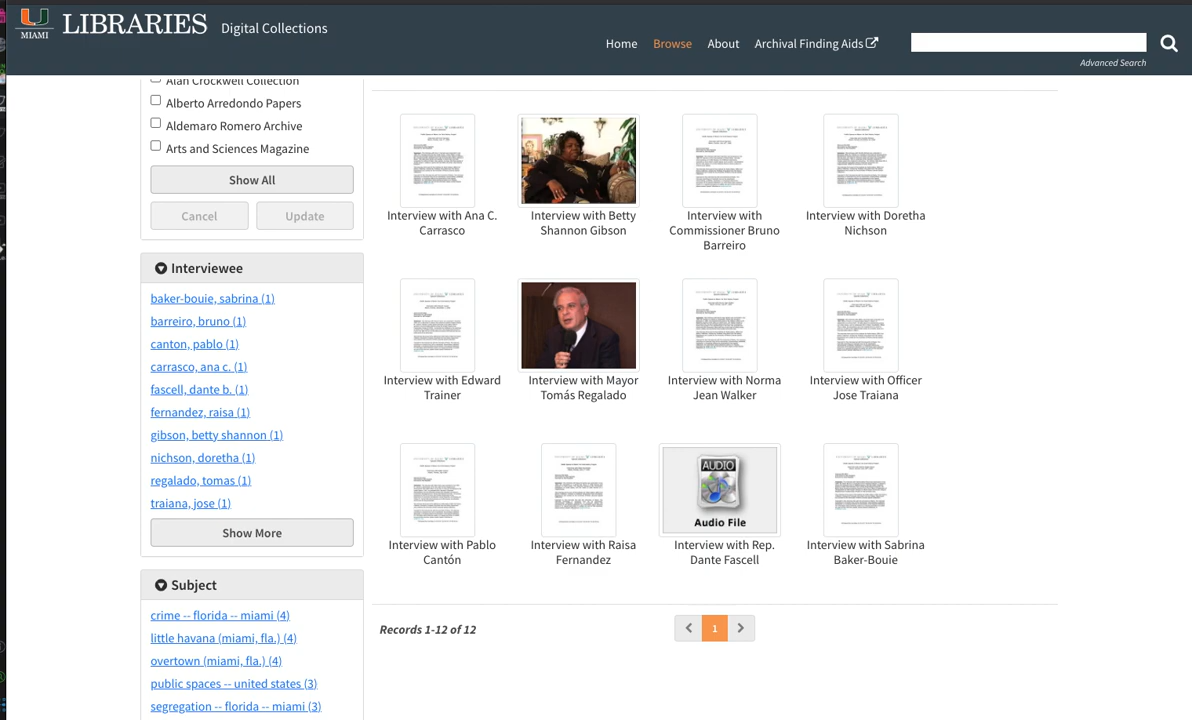 U
MIAMI
LIBRARIES
Digital Collections
Home
Browse
About
Archival Finding Aids
Advanced Search
Alan Crockwell Collection
Alberto Arredondo Papers
Aldemaro Romero Archive
Arts and Sciences Magazine
Show All
Cancel
Update
Interviewee
baker-bouie, sabrina (1)
barreiro, bruno (1)
canton, pablo (1)
carrasco, ana c. (1)
fascell, dante b. (1)
fernandez, raisa (1)
gibson, betty shannon (1)
nichson, doretha (1)
regalado, tomas (1)
traiana, jose (1)
Show More
Subject
crime -- florida -- miami (4)
little havana (miami, fla.) (4)
overtown (miami, fla.) (4)
public spaces -- united states (3)
segregation -- florida -- miami (3)
Interview with Ana C.
Carrasco
Interview with Betty
Shannon Gibson
Interview with
Commissioner Bruno
Barreiro
Interview with Doretha
Nichson
Interview with Edward
Trainer
Interview with Mayor
Tomás Regalado
Interview with Norma
Jean Walker
Interview with Officer
Jose Traiana
Interview with Pablo
Cantón
Interview with Raisa
Fernandez
AUDIO
Audio File
Interview with Rep.
Dante Fascell
Interview with Sabrina
Baker-Bouie
Records 1-12 of 12
1